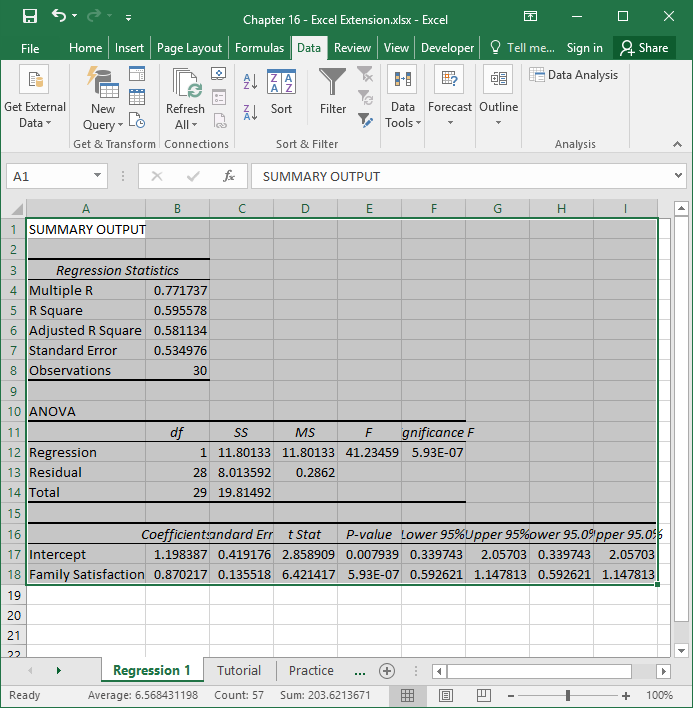 Chapter 16 - Excel Extension.xlsx - Excel
File Home Insert Page Layout Formulas Data Review View Developer Tell me... Sign in Share
Get External Data
New Query
Refresh All
Sort
Filter
Data Tools
Forecast
Outline
Data Analysis
Get & Transform Connections Sort & Filter Analysis
A1 fx SUMMARY OUTPUT
A B C D E F G H I
1 SUMMARY OUTPUT
2
3 Regression Statistics
4 Multiple R 0.771737
5 R Square 0.595578
6 Adjusted R Square 0.581134
7 Standard Error 0.534976
8 Observations 30
9
10 ANOVA
11 df SS MS F gnificance F
12 Regression 1 11.80133 11.80133 41.23459 5.93E-07
13 Residual 28 8.013592 0.2862
14 Total 29 19.81492
15
16 Coefficients andard Err t Stat P-value Lower 95% Upper 95% ower 95.0% pper 95.0%
17 Intercept 1.198387 0.419176 2.858909 0.007939 0.339743 2.05703 0.339743 2.05703
18 Family Satisfaction 0.870217 0.135518 6.421417 5.93E-07 0.592621 1.147813 0.592621 1.147813
19
20
21
22
Regression 1 Tutorial Practice ...
Ready Average: 6.568431198 Count: 57 Sum: 203.6213671 100%